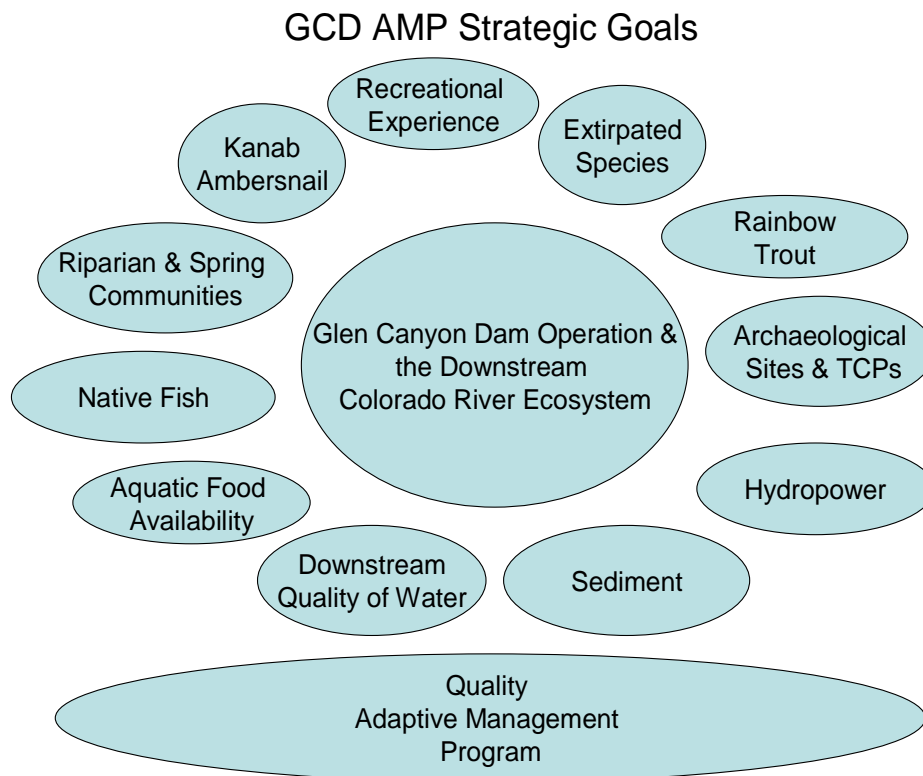 GCD AMP Strategic Goals
Recreational
Experience
Extirpated
Species
Kanab
Ambersnail
Rainbow
Trout
Riparian & Spring
Communities
Glen Canyon Dam Operation &
the Downstream
Colorado River Ecosystem
Archaeological
Sites & TCPs
Native Fish
Aquatic Food
Availability
Hydropower
Downstream
Quality of Water
Sediment
Quality
Adaptive Management
Program